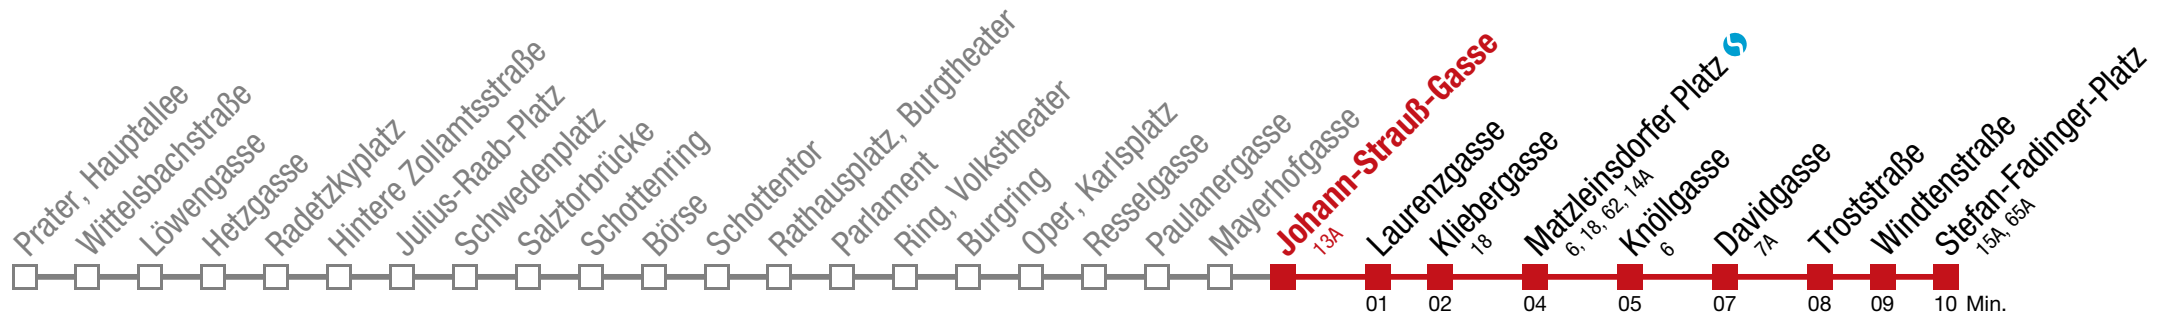 Prater, Hauptallee
Wittelsbachstraße
Löwengasse
Hetzgasse
Radetzkyplatz
Hintere Zollamtsstraße
Julius-Raab-Platz
Schwedenplatz
Salztorbrücke
Schottenring
Börse
Schottentor
Rathausplatz, Burgtheater
Parlament
Ring, Volkstheater
Burgring
Oper, Karlsplatz
Resselgasse
Paulanergasse
Mayerhofgasse
Johann-Strauß-Gasse
13A
Laurenzgasse
Kliebergasse
18
Matzleinsdorfer Platz
6, 18, 62, 14A
Knöllgasse
6
Davidgasse
7A
Troststraße
Windtenstraße
Stefan-Fadinger-Platz
15A, 65A
01 02 04 05 07 08 09 10 Min.